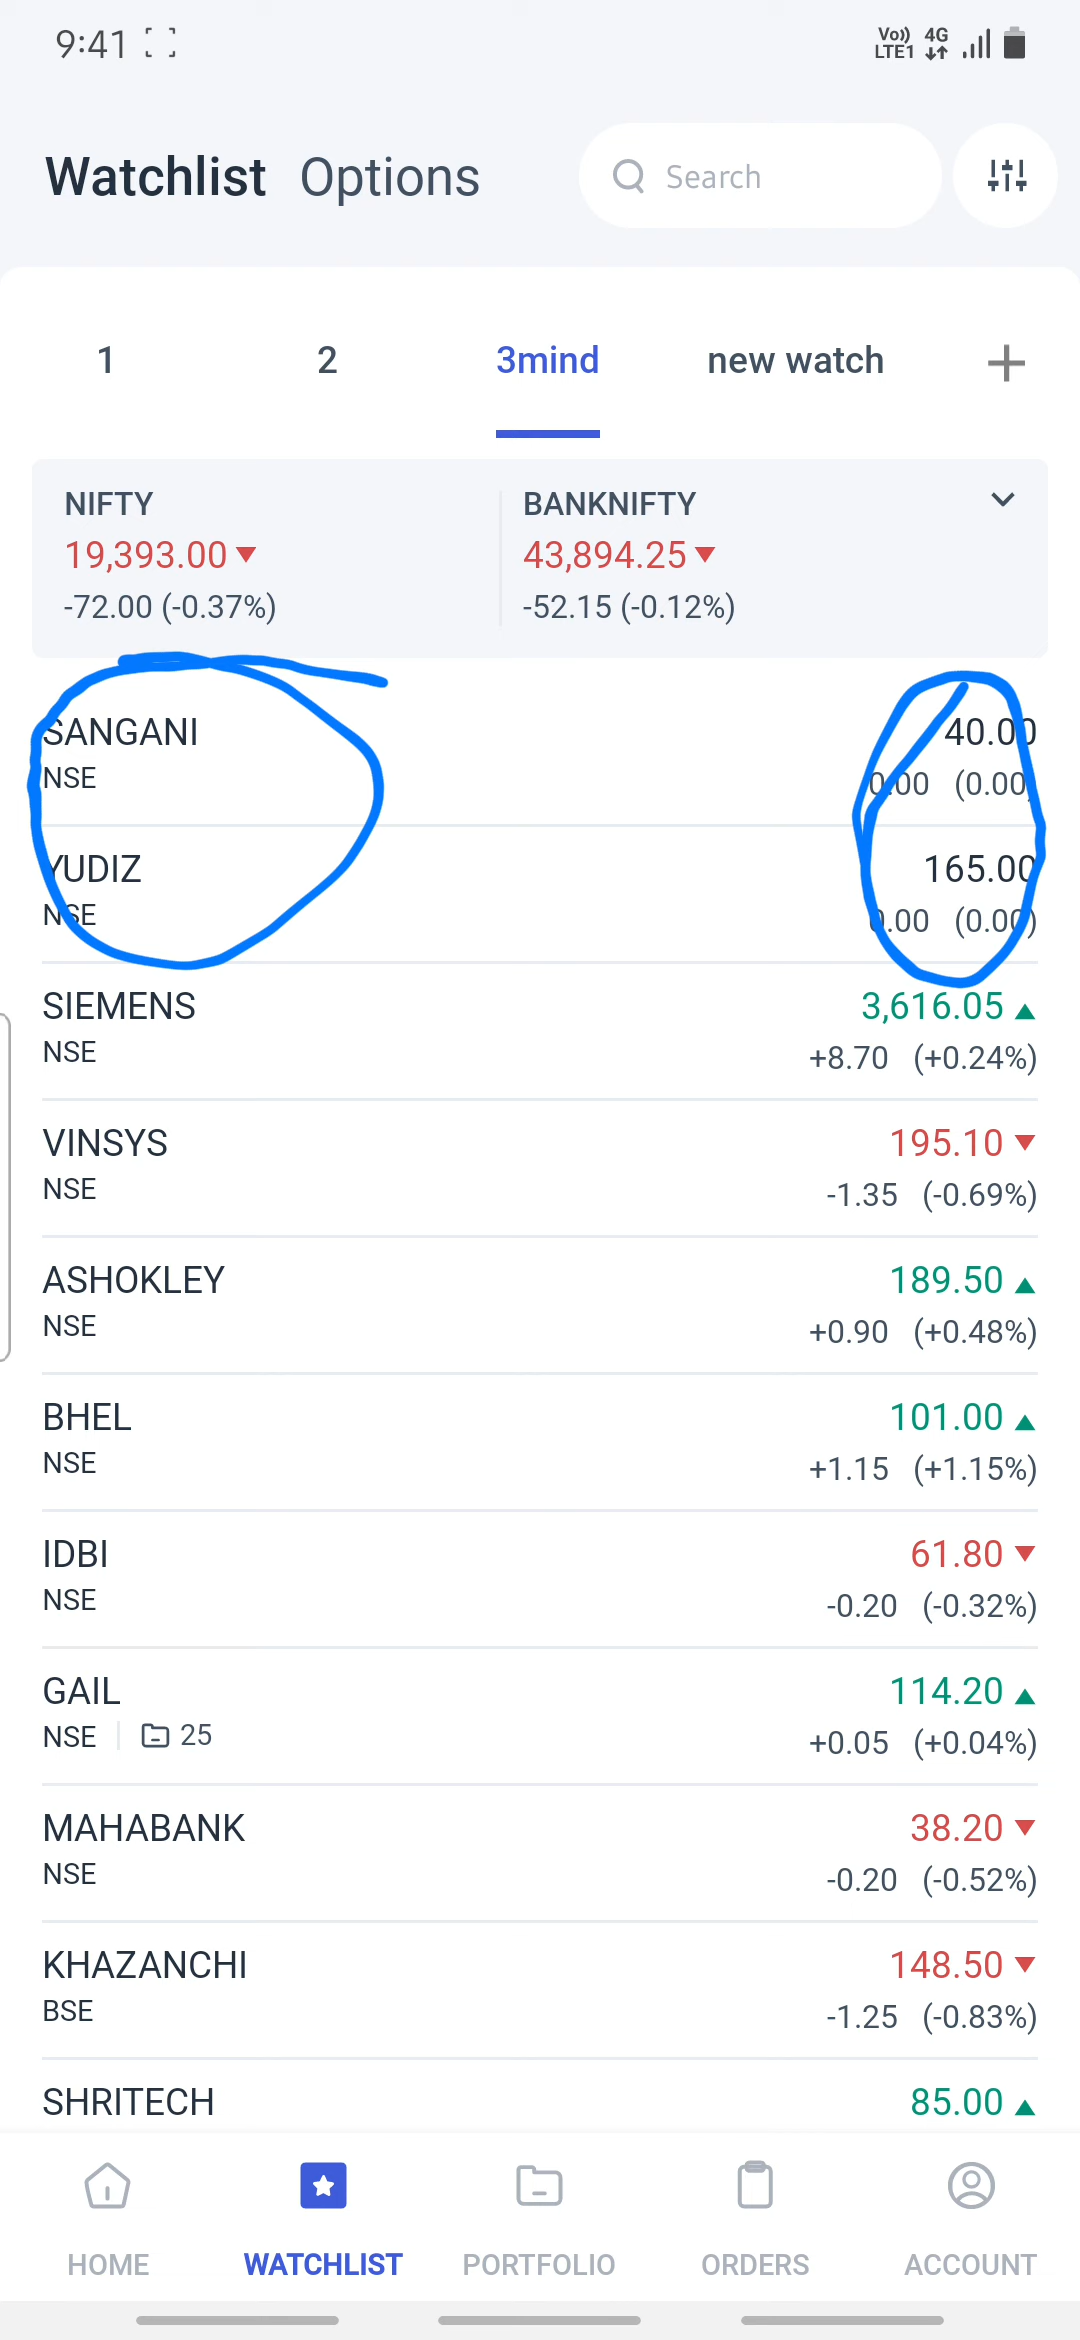 9:41 Vo)) LTE1 4G
Watchlist Options Search
1 2 3mind new watch +
NIFTY BANKNIFTY
19,393.00 43,894.25
-72.00 (-0.37%) -52.15 (-0.12%)
SANGANI 40.00
NSE 0.00 (0.00)
YUDIZ 165.00
NSE 0.00 (0.00)
SIEMENS 3,616.05
NSE +8.70 (+0.24%)
VINSYS 195.10
NSE -1.35 (-0.69%)
ASHOKLEY 189.50
NSE +0.90 (+0.48%)
BHEL 101.00
NSE +1.15 (+1.15%)
IDBI 61.80
NSE -0.20 (-0.32%)
GAIL 114.20
NSE 25 +0.05 (+0.04%)
MAHABANK 38.20
NSE -0.20 (-0.52%)
KHAZANCHI 148.50
BSE -1.25 (-0.83%)
SHRITECH 85.00
HOME WATCHLIST PORTFOLIO ORDERS ACCOUNT